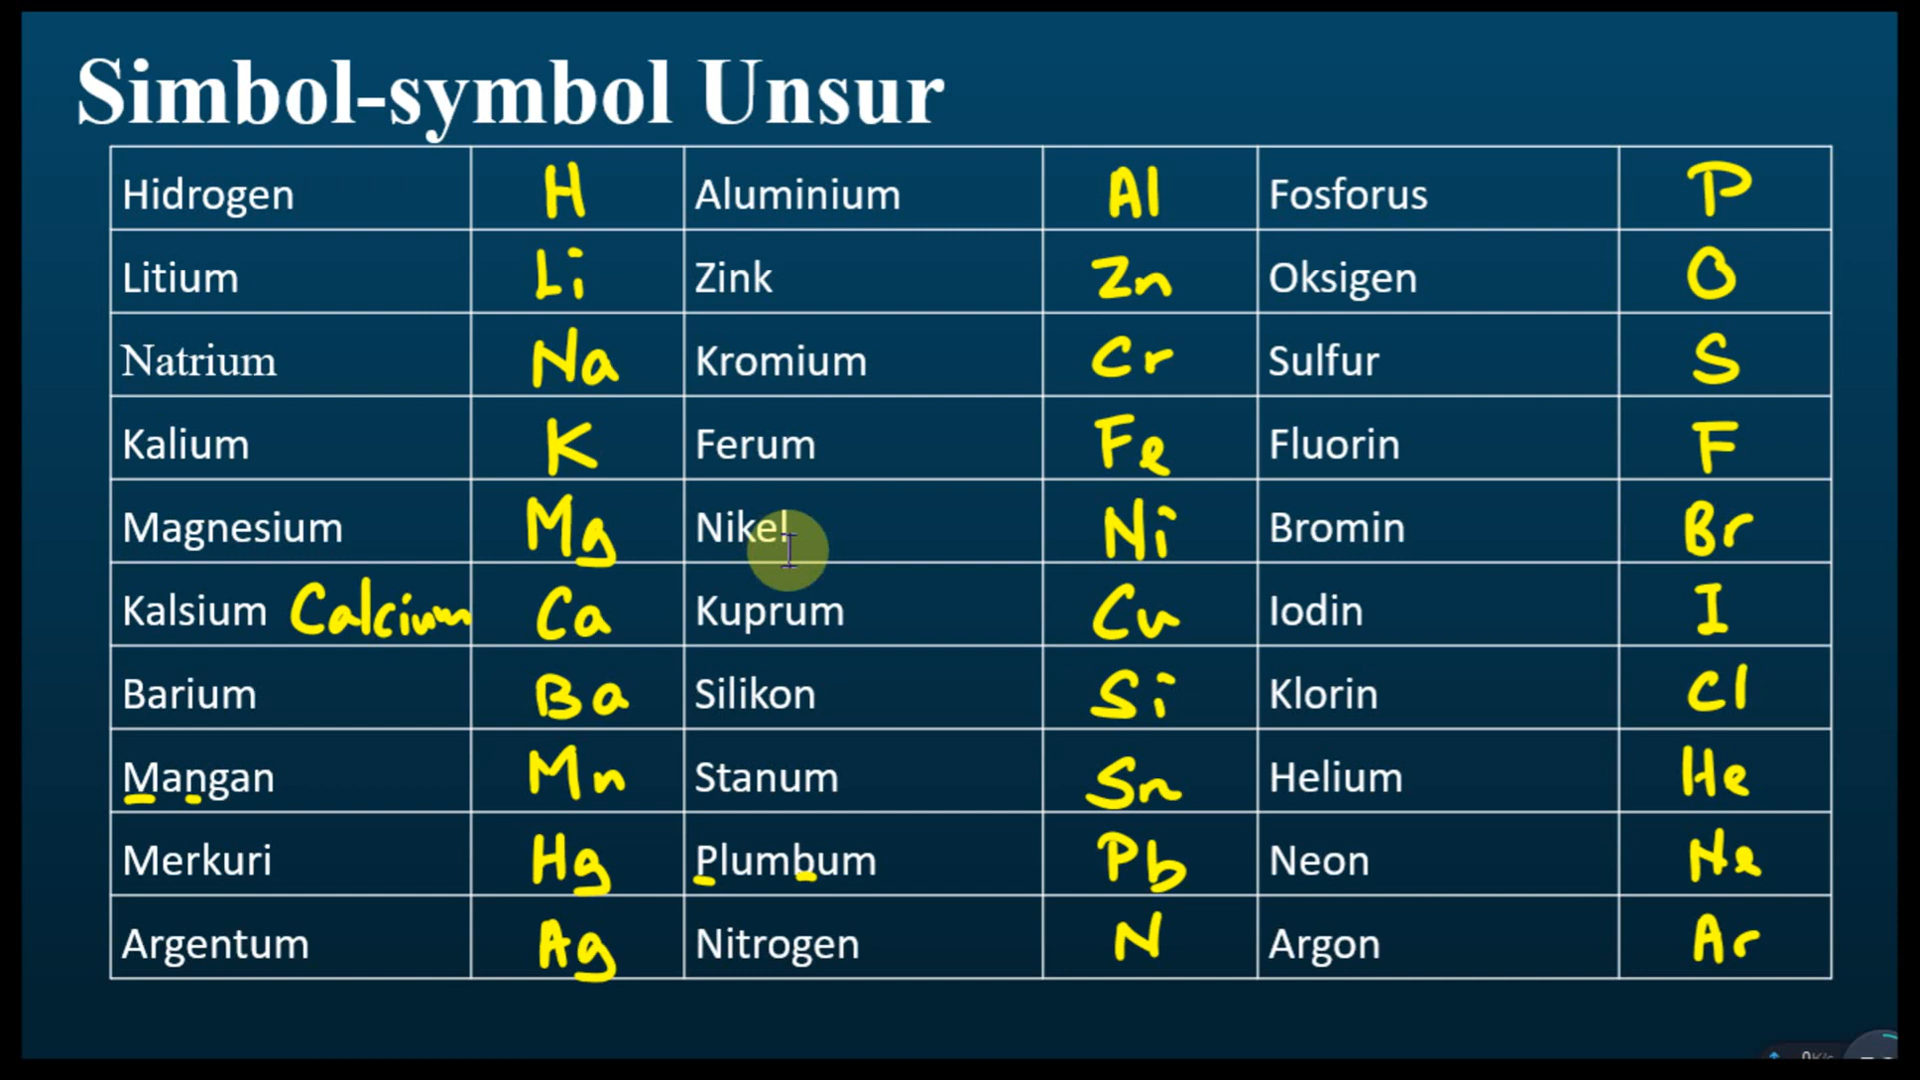 Simbol-symbol Unsur
Hidrogen H Aluminium Al Fosforus P
Litium Li Zink Zn Oksigen O
Natrium Na Kromium Cr Sulfur S
Kalium K Ferum Fe Fluorin F
Magnesium Mg Nikel Ni Bromin Br
Kalsium Calcium Ca Kuprum Cu Iodin I
Barium Ba Silikon Si Klorin Cl
Mangan Mn Stanum Sn Helium He
Merkuri Hg Plumbum Pb Neon Ne
Argentum Ag Nitrogen N Argon Ar